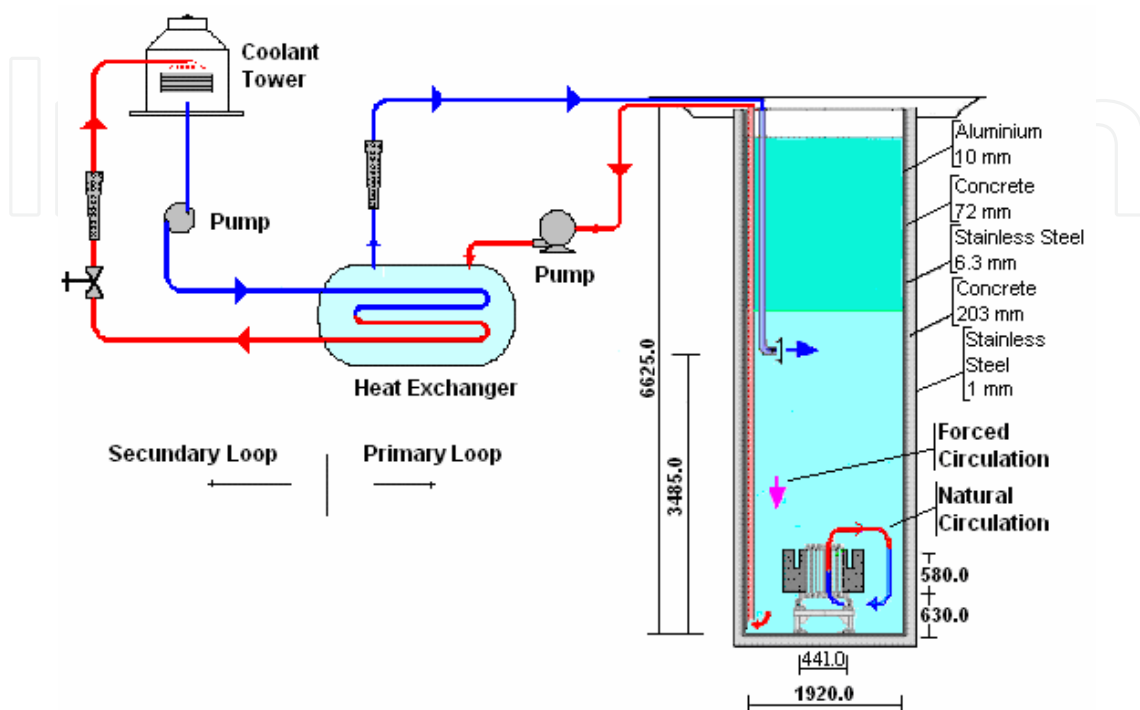 Coolant
Tower
Pump
Pump
Heat Exchanger
Secundary Loop
Primary Loop
Aluminium
10 mm
Concrete
72 mm
Stainless Steel
6.3 mm
Concrete
203 mm
Stainless
Steel
1 mm
6625.0
3485.0
Forced
Circulation
Natural
Circulation
580.0
630.0
441.0
1920.0